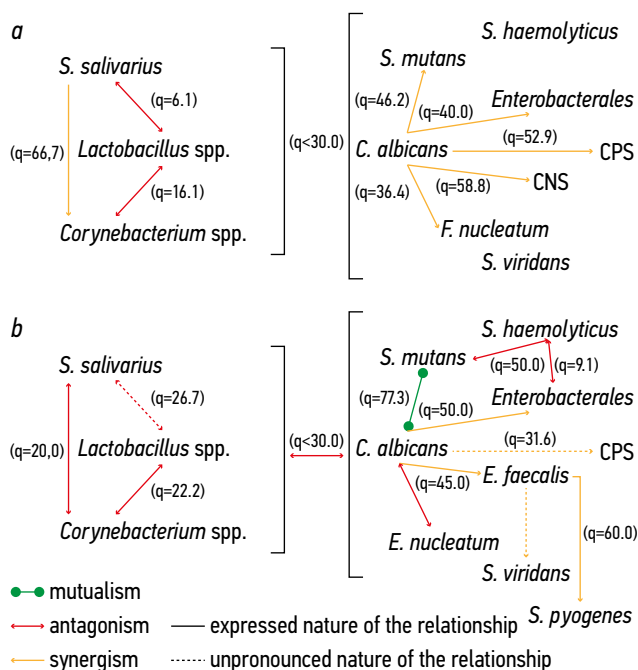 a
S. haemolyticus
S. salivarius
S. mutans
(q=6.1)
(q=46.2)
(q=40.0)
Enterobacterales
(q=66,7)
Lactobacillus spp.
(q<30.0)
C. albicans
(q=52.9)
CPS
(q=16.1)
(q=36.4)
(q=58.8)
CNS
Corynebacterium spp.
F. nucleatum
S. viridans
b
S. haemolyticus
S. salivarius
S. mutans
(q=50.0)
(q=9.1)
(q=26.7)
(q=77.3)
(q=50.0)
Enterobacterales
(q=20,0)
Lactobacillus spp.
(q<30.0)
C. albicans
(q=31.6)
CPS
(q=22.2)
(q=45.0)
E. faecalis
Corynebacterium spp.
E. nucleatum
(q=60.0)
S. viridans
mutualism
S. pyogenes
antagonism
expressed nature of the relationship
synergism
unpronounced nature of the relationship